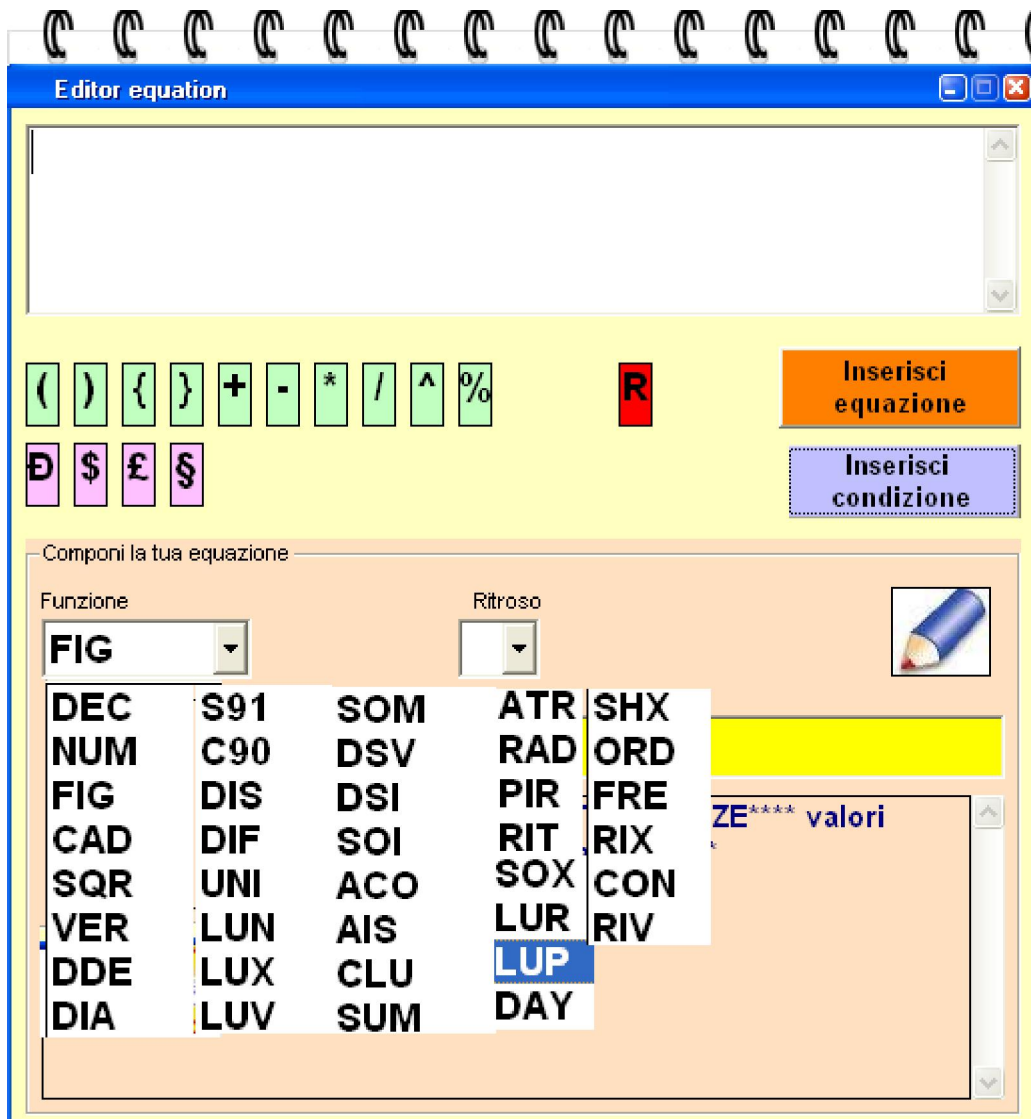 Editor equation
( ) { } + - * / ^ % R
Inserisci
equazione
Đ $ £ §
Inserisci
condizione
Componi la tua equazione
Funzione
Ritroso
FIG
DEC S91 SOM ATR SHX
NUM C90 DSV RAD ORD
FIG DIS DSI PIR FRE
CAD DIF SOI RIT RIX
SQR UNI ACO SOX CON
VER LUN AIS LUR RIV
DDE LUX CLU LUP
DIA LUV SUM DAY
ZE**** valori
*